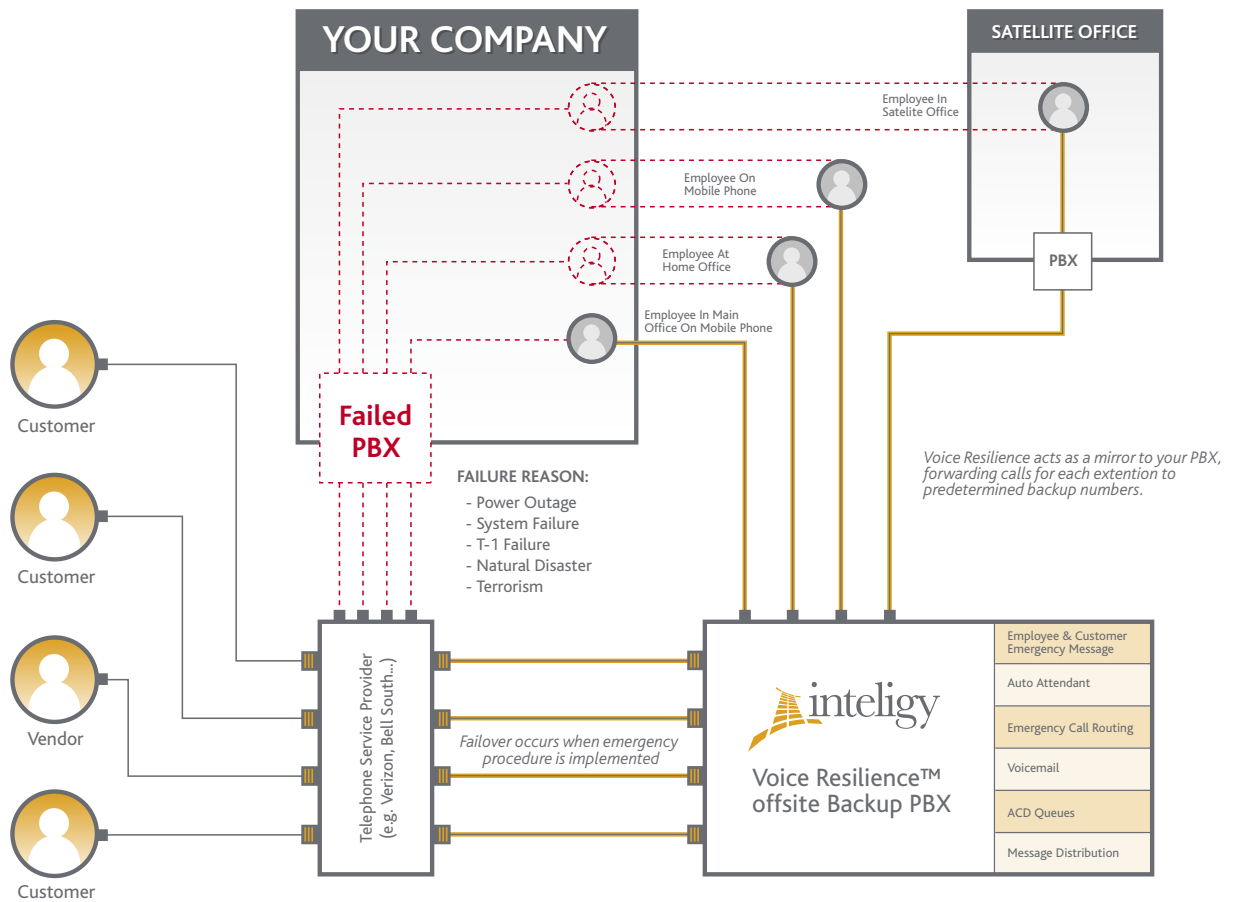 YOUR COMPANY
SATELLITE OFFICE
Employee In
Satelite Office
Employee On
Mobile Phone
Employee At
Home Office
PBX
Employee In Main
Office On Mobile Phone
Failed
PBX
Customer
Customer
Vendor
Customer
FAILURE REASON:
- Power Outage
- System Failure
- T-1 Failure
- Natural Disaster
- Terrorism
Voice Resilience acts as a mirror to your PBX,
forwarding calls for each extention to
predetermined backup numbers.
Telephone Service Provider
(e.g. Verizon, Bell South...)
Failover occurs when emergency
procedure is implemented
inteligy
Voice Resilience™
offsite Backup PBX
Employee & Customer
Emergency Message
Auto Attendant
Emergency Call Routing
Voicemail
ACD Queues
Message Distribution